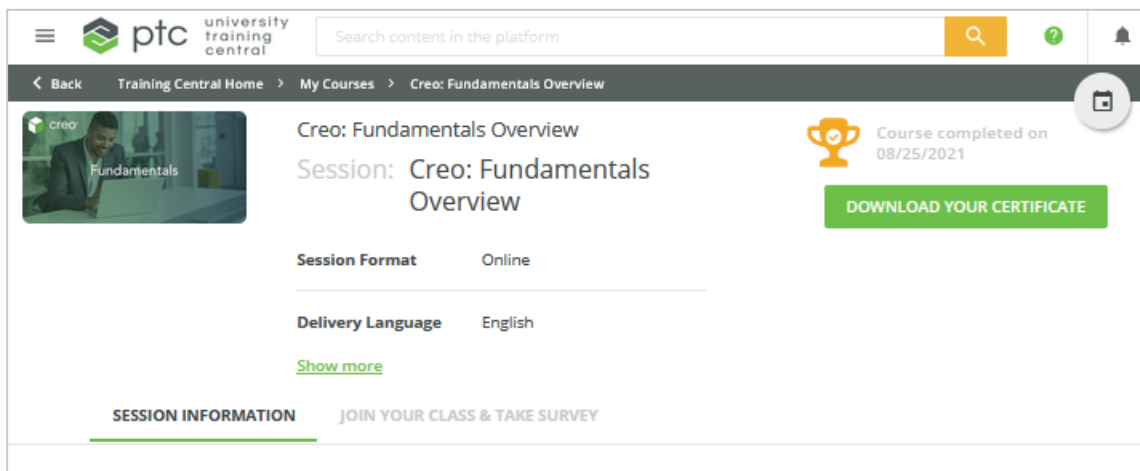 ptc university training central
Search content in the platform
?
< Back Training Central Home > My Courses > Creo: Fundamentals Overview
creo
Fundamentals
Creo: Fundamentals Overview
Session: Creo: Fundamentals
Overview
Course completed on
08/25/2021
DOWNLOAD YOUR CERTIFICATE
Session Format Online
Delivery Language English
Show more
SESSION INFORMATION JOIN YOUR CLASS & TAKE SURVEY